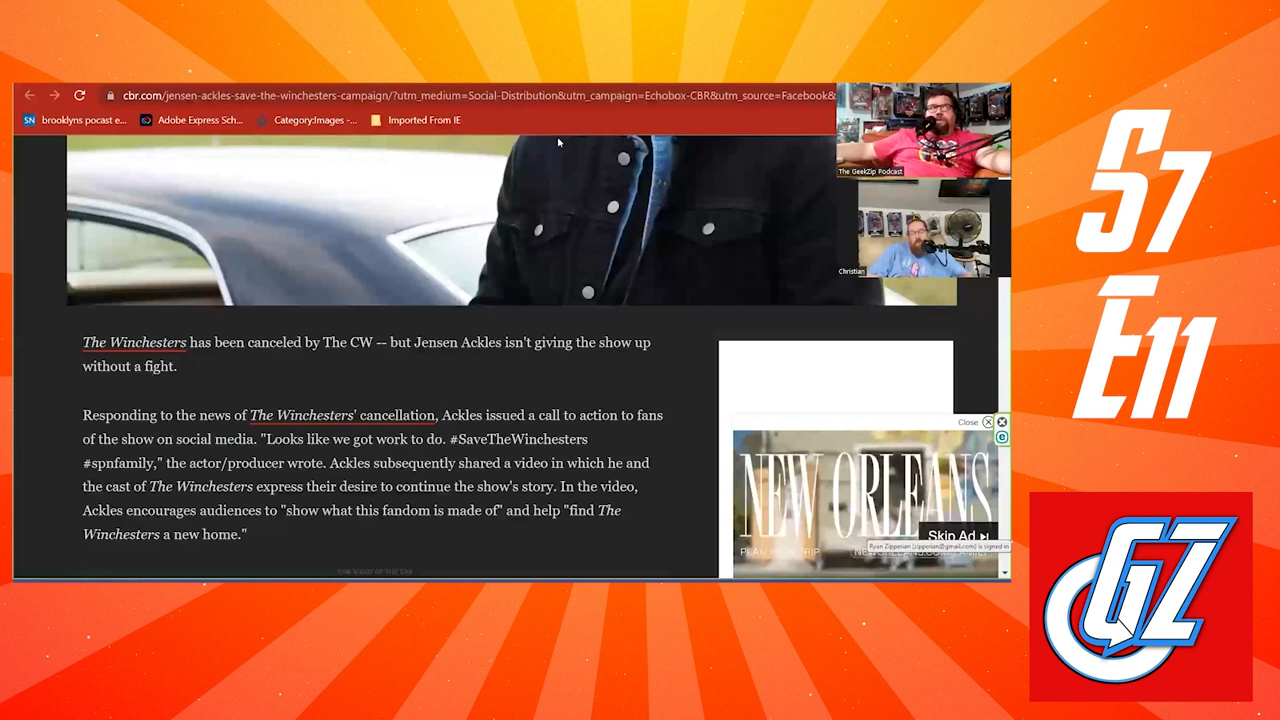 cbr.com/jensen-ackles-save-the-winchesters-campaign/?utm_medium=Social-Distribution&utm_campaign=Echobox-CBR&utm_source=Facebook&
SN brooklyns pocast e... Adobe Express Sch... Category:Images -... Imported From IE
The GeekZip Podcast
Christian
The Winchesters has been canceled by The CW -- but Jensen Ackles isn't giving the show up
without a fight.
Responding to the news of The Winchesters' cancellation, Ackles issued a call to action to fans
of the show on social media. "Looks like we got work to do. #SaveTheWinchesters
#spnfamily," the actor/producer wrote. Ackles subsequently shared a video in which he and
the cast of The Winchesters express their desire to continue the show's story. In the video,
Ackles encourages audiences to "show what this fandom is made of" and help "find The
Winchesters a new home."
Close
NEW ORLEANS
Skip Ad
S7
E11
GZ